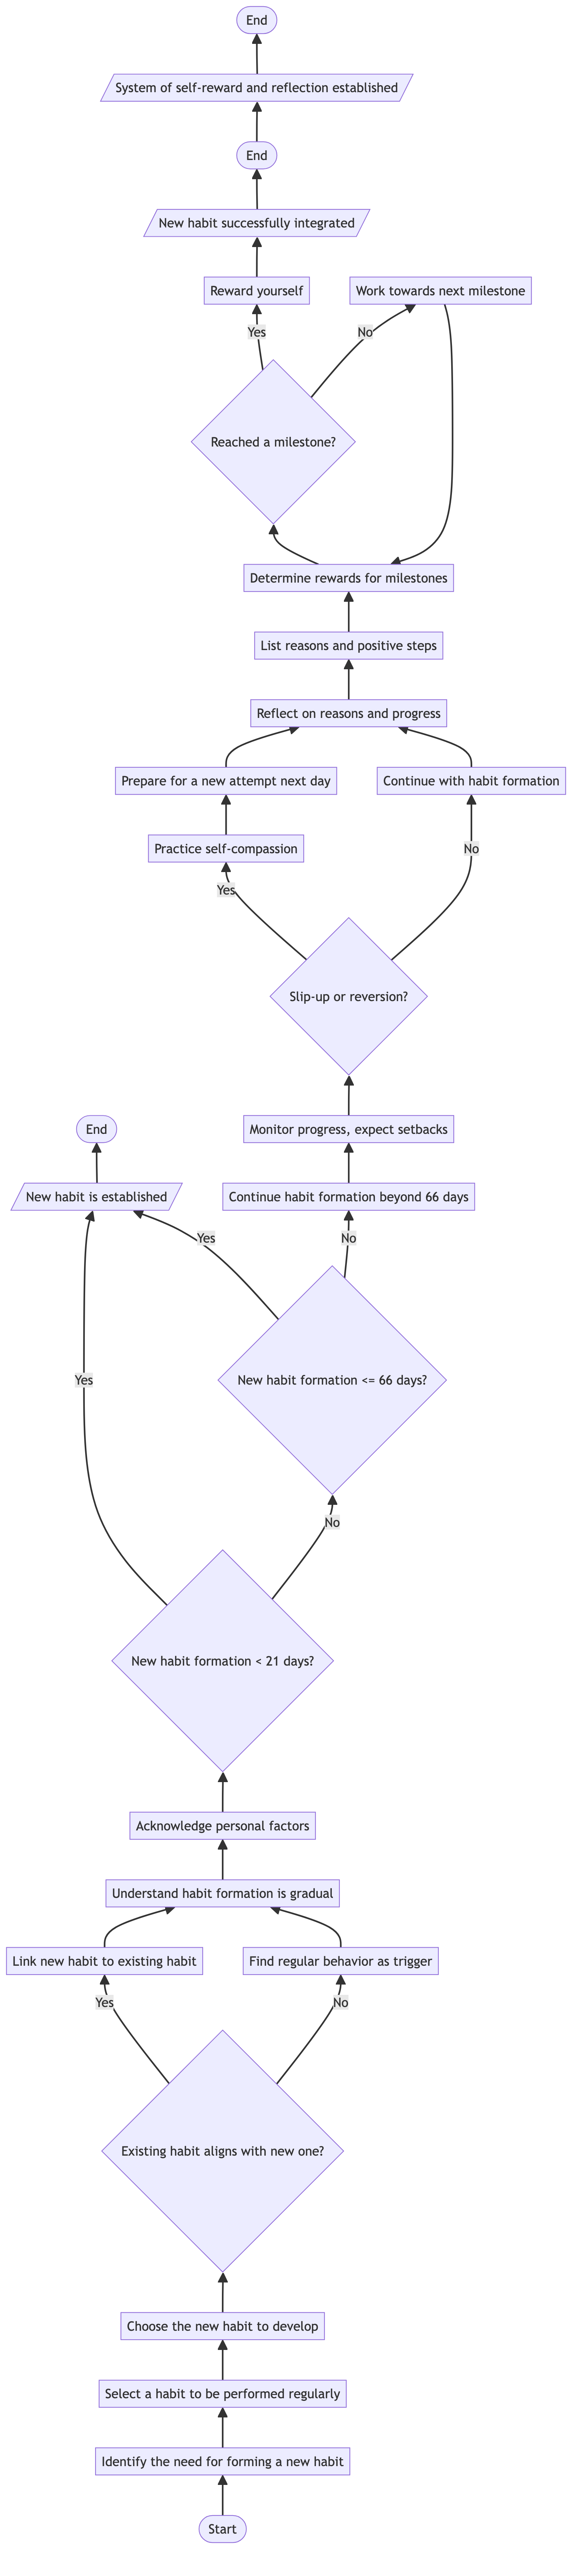 End
System of self-reward and reflection established
End
New habit successfully integrated
Reward yourself
Work towards next milestone
Yes
No
Reached a milestone?
Determine rewards for milestones
List reasons and positive steps
Reflect on reasons and progress
Prepare for a new attempt next day
Continue with habit formation
Practice self-compassion
No
Yes
Slip-up or reversion?
End
Monitor progress, expect setbacks
New habit is established
Continue habit formation beyond 66 days
Yes
No
New habit formation <= 66 days?
Yes
No
New habit formation < 21 days?
Acknowledge personal factors
Understand habit formation is gradual
Link new habit to existing habit
Find regular behavior as trigger
Yes
No
Existing habit aligns with new one?
Choose the new habit to develop
Select a habit to be performed regularly
Identify the need for forming a new habit
Start